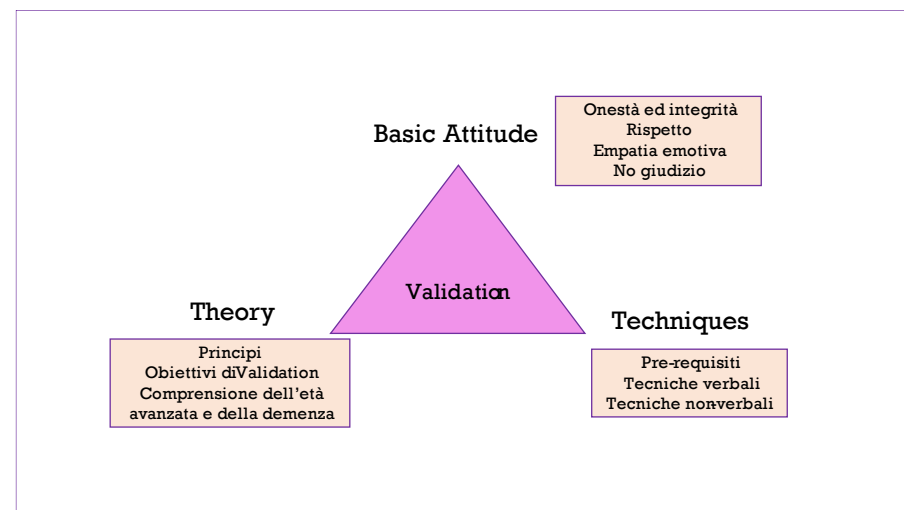 Basic Attitude
Onestà ed integrità
Rispetto
Empatia emotiva
No giudizio
Validation
Theory
Principi
Obiettivi diValidation
Comprensione dell'età
avanzata e della demenza
Techniques
Pre-requisiti
Tecniche verbali
Tecniche non-verbali